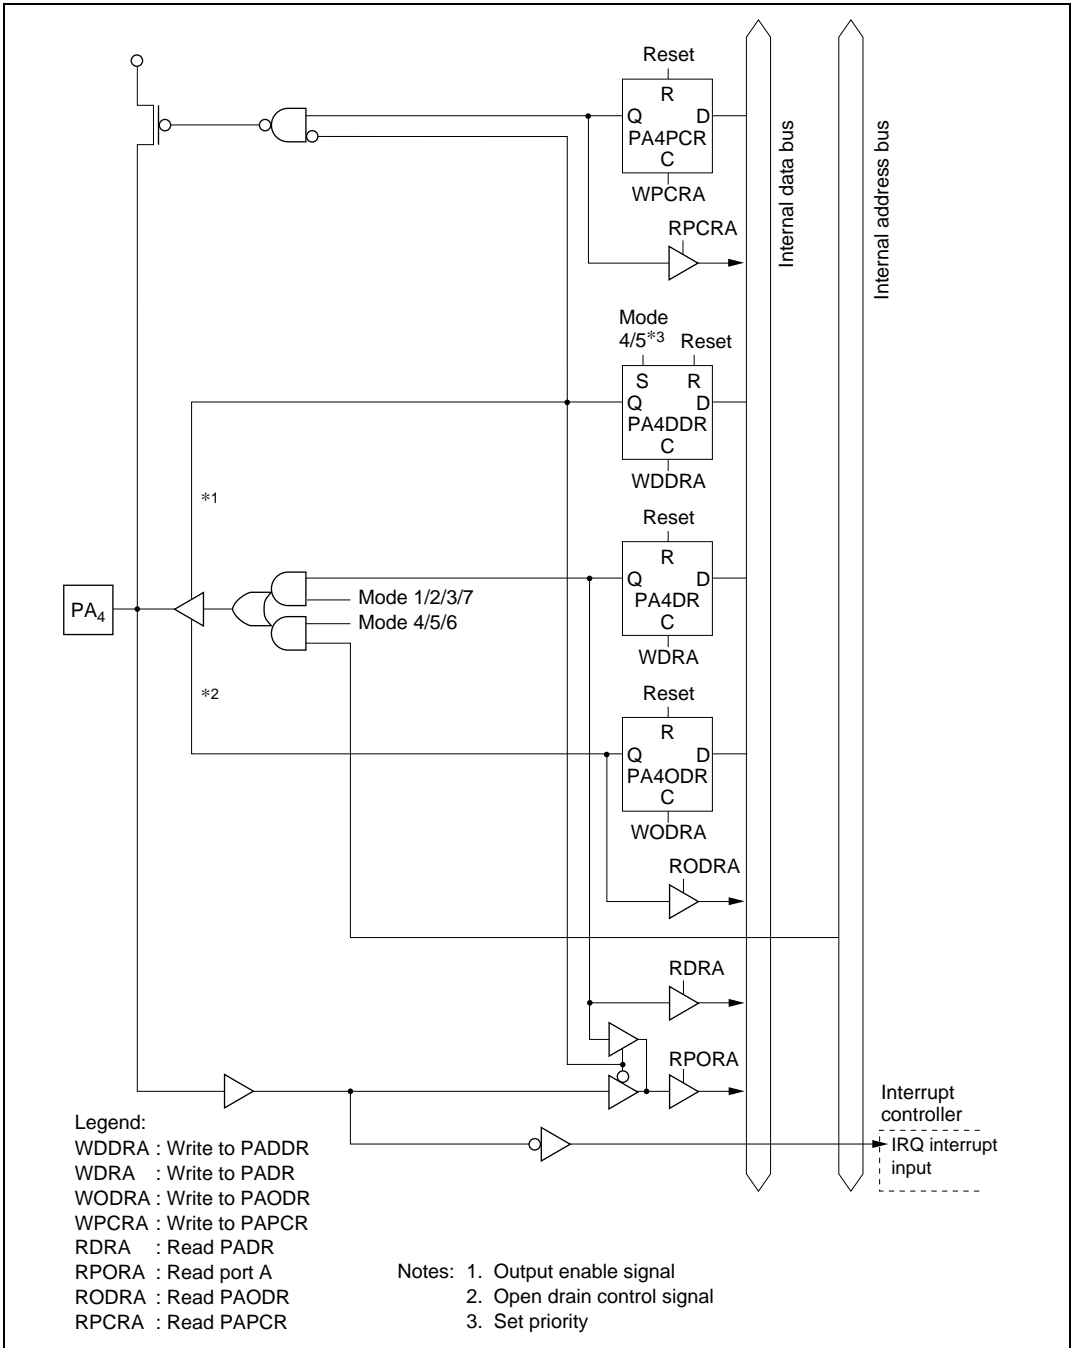 Reset
R
Q D
PA4PCR
C
WPCRA
RPCRA
Internal data bus
Internal address bus
Mode
4/5*3 Reset
S R
Q D
PA4DDR
C
WDDRA
*1
Reset
R
Q D
PA4DR
C
WDRA
Mode 1/2/3/7
Mode 4/5/6
PA4
*2
Reset
R
Q D
PA4ODR
C
WODRA
RODRA
RDRA
RPORA
Interrupt
controller
IRQ interrupt
input
Legend:
WDDRA : Write to PADDR
WDRA : Write to PADR
WODRA : Write to PAODR
WPCRA : Write to PAPCR
RDRA : Read PADR
RPORA : Read port A
RODRA : Read PAODR
RPCRA : Read PAPCR
Notes: 1. Output enable signal
2. Open drain control signal
3. Set priority